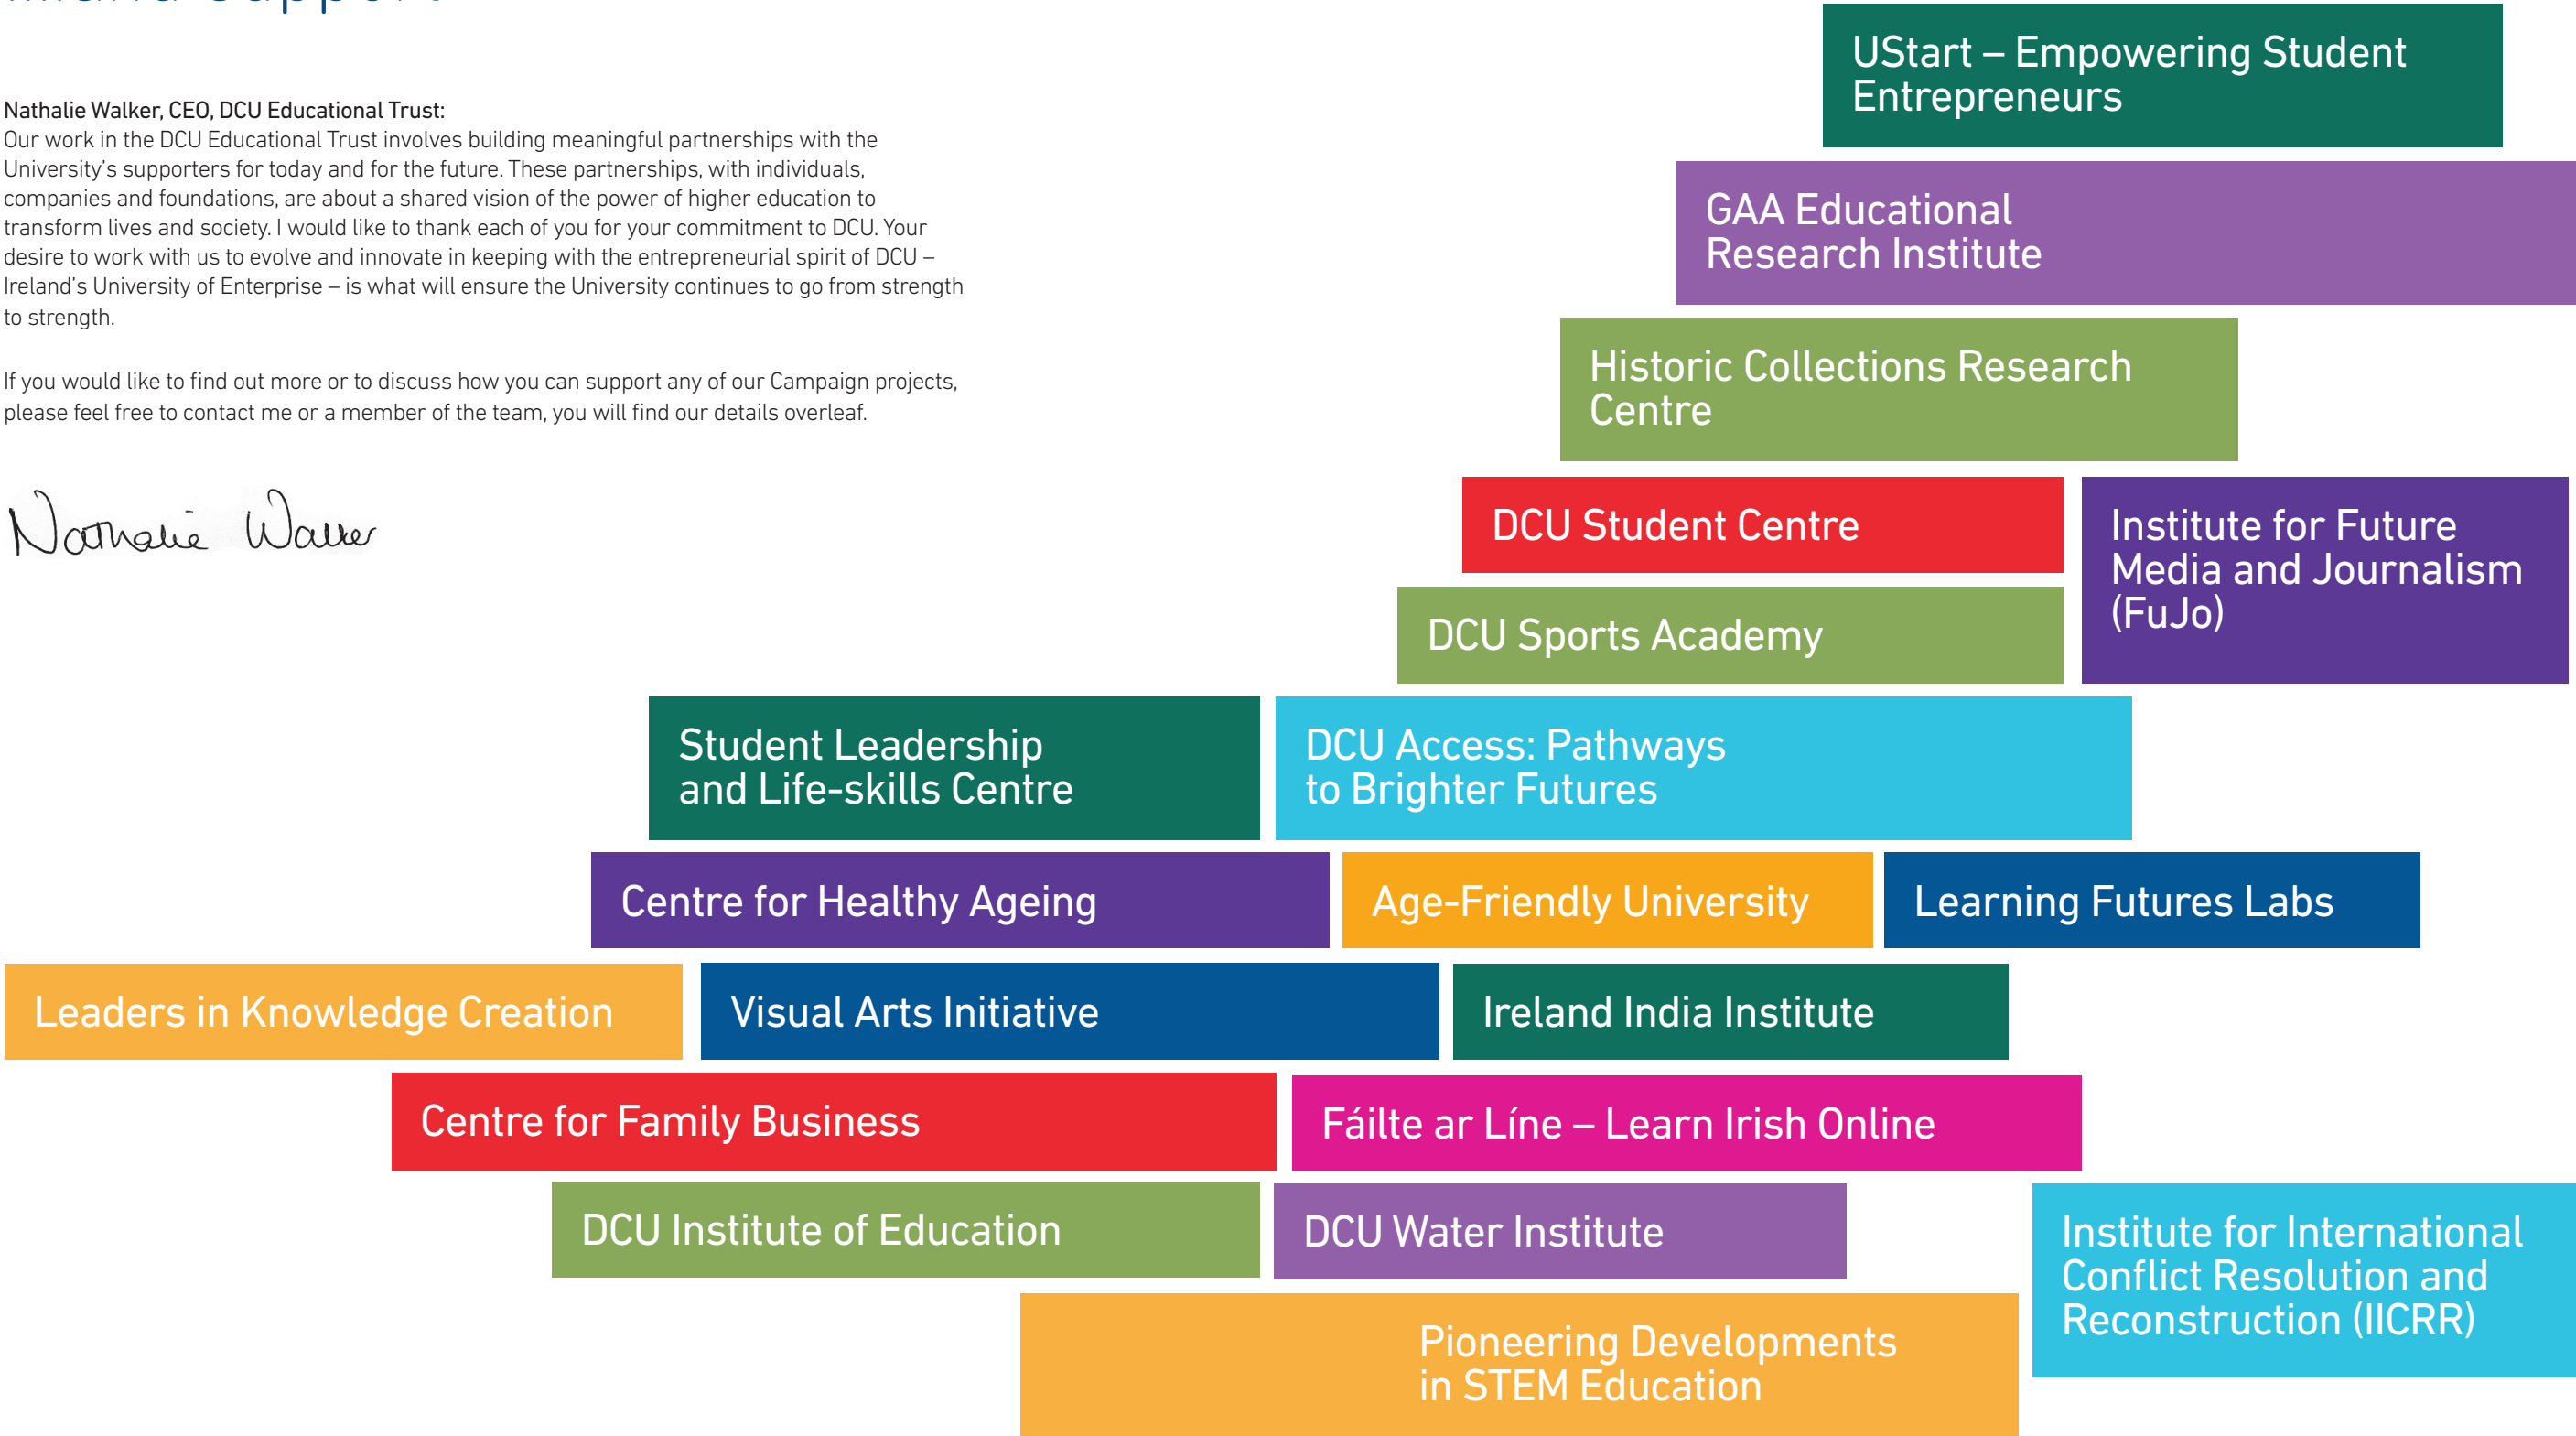 support
Nathalie Walker, CEO, DCU Educational Trust:
Our work in the DCU Educational Trust involves building meaningful partnerships with the
University's supporters for today and for the future. These partnerships, with individuals,
companies and foundations, are about a shared vision of the power of higher education to
transform lives and society. I would like to thank each of you for your commitment to DCU. Your
desire to work with us to evolve and innovate in keeping with the entrepreneurial spirit of DCU –
Ireland's University of Enterprise – is what will ensure the University continues to go from strength
to strength.
If you would like to find out more or to discuss how you can support any of our Campaign projects,
please feel free to contact me or a member of the team, you will find our details overleaf.
Nathalie Walker
UStart – Empowering Student
Entrepreneurs
GAA Educational
Research Institute
Historic Collections Research
Centre
DCU Student Centre
Institute for Future
Media and Journalism
(FuJo)
DCU Sports Academy
Student Leadership
and Life-skills Centre
DCU Access: Pathways
to Brighter Futures
Centre for Healthy Ageing
Age-Friendly University
Learning Futures Labs
Leaders in Knowledge Creation
Visual Arts Initiative
Ireland India Institute
Centre for Family Business
Fáilte ar Líne – Learn Irish Online
DCU Institute of Education
DCU Water Institute
Institute for International
Conflict Resolution and
Reconstruction (IICRR)
Pioneering Developments
in STEM Education